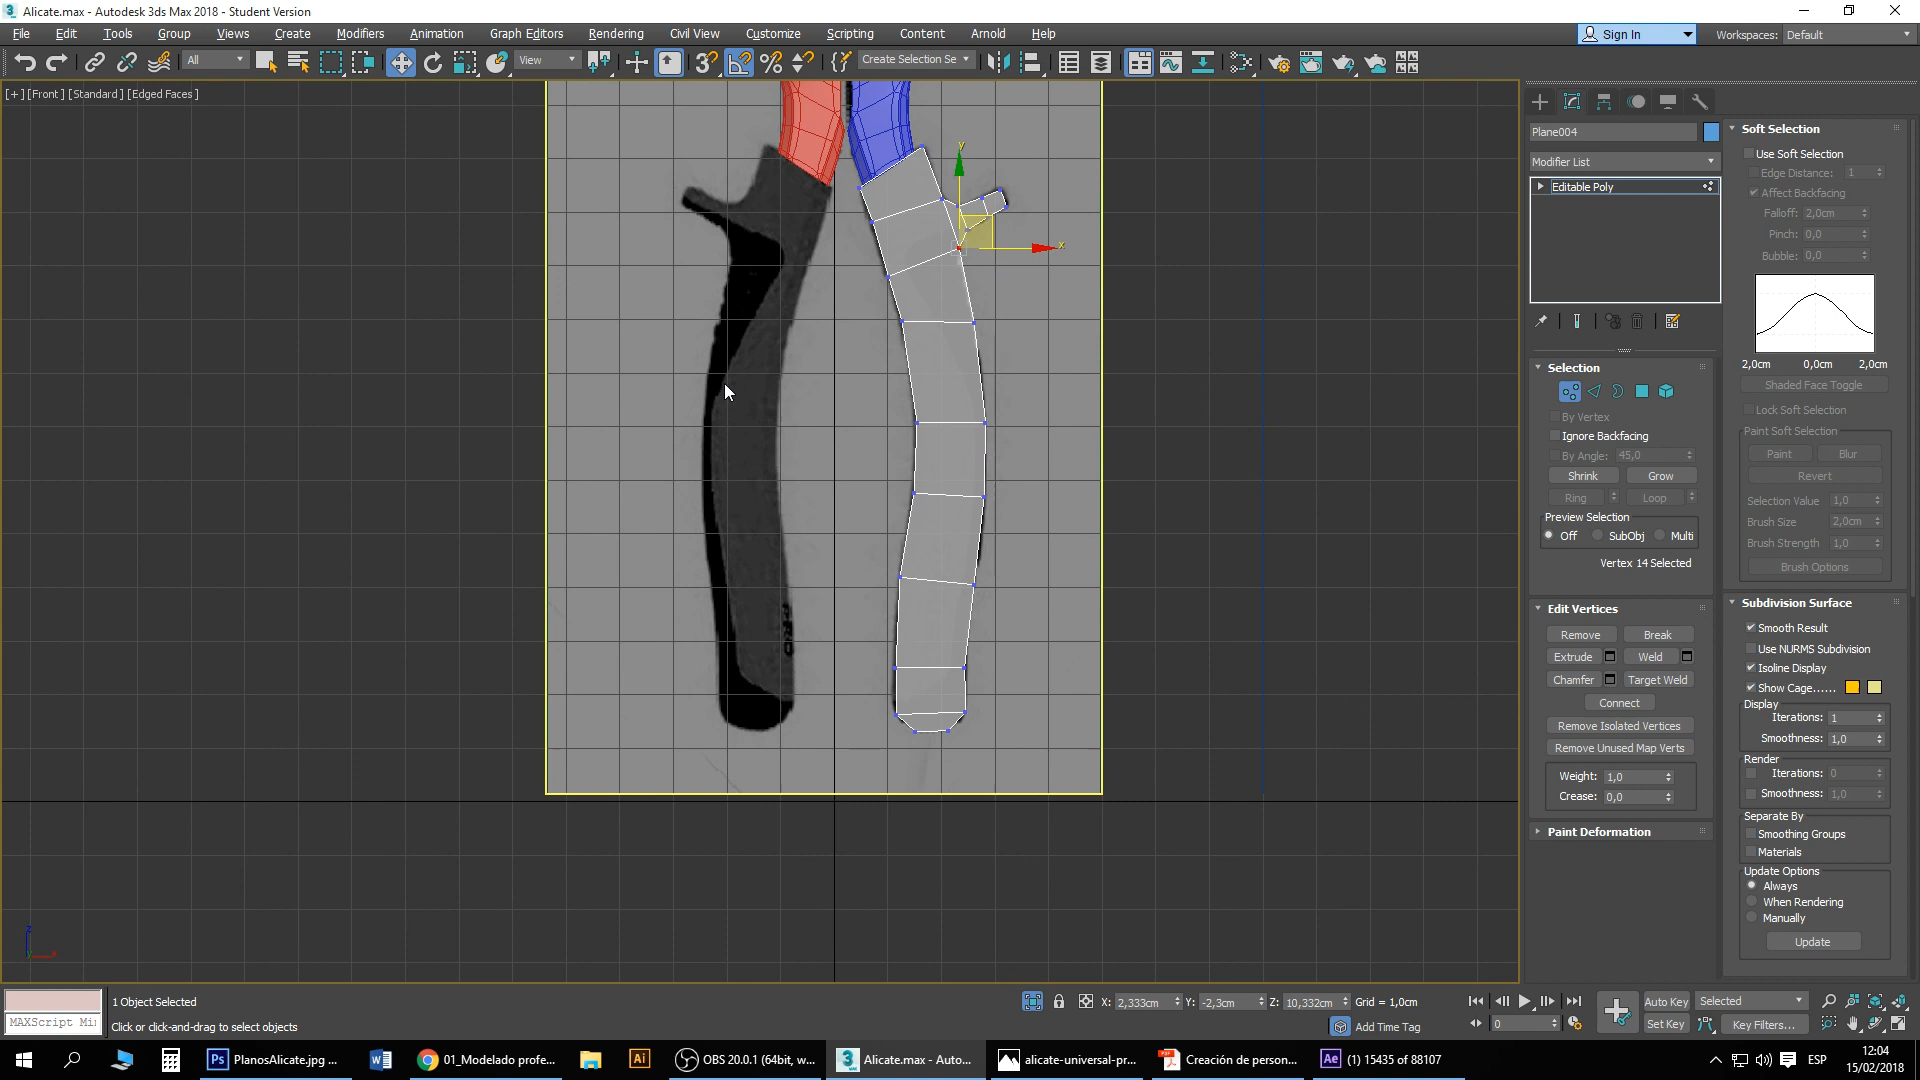 Alicate.max - Autodesk 3ds Max 2018 - Student Version
File Edit Tools Group Views Create Modifiers Animation Graph Editors Rendering Civil View Customize Scripting Content Arnold Help
Sign In Workspaces: Default
All View Create Selection Se
[+] [Front] [Standard] [Edged Faces]
Plane004
Modifier List
Editable Poly
Selection
By Vertex
Ignore Backfacing
By Angle: 45,0
Shrink Grow
Ring Loop
Preview Selection
Off SubObj Multi
Vertex 14 Selected
Edit Vertices
Remove Break
Extrude Weld
Chamfer Target Weld
Connect
Remove Isolated Vertices
Remove Unused Map Verts
Weight: 1,0
Crease: 0,0
Paint Deformation
Soft Selection
Use Soft Selection
Edge Distance: 1
Affect Backfacing
Falloff: 2,0cm
Pinch: 0,0
Bubble: 0,0
2,0cm 0,0cm 2,0cm
Shaded Face Toggle
Lock Soft Selection
Paint Soft Selection
Paint Blur
Revert
Selection Value 1,0
Brush Size 2,0cm
Brush Strength 1,0
Brush Options
Subdivision Surface
Smooth Result
Use NURMS Subdivision
Isoline Display
Show Cage......
Display
Iterations: 1
Smoothness: 1,0
Render
Iterations: 0
Smoothness: 1,0
Separate By
Smoothing Groups
Materials
Update Options
Always
When Rendering
Manually
Update
y
x
PRO
z
x
MAXScript Mi
1 Object Selected
Click or click-and-drag to select objects
X: 2,333cm Y: -2,3cm Z: 10,332cm Grid = 1,0cm
Add Time Tag
0
Auto Key Selected
Set Key Key Filters...
PlanosAlicate.jpg ... 01_Modelado profe... Ai OBS 20.0.1 (64bit, w... Alicate.max - Auto... alicate-universal-pr... Creación de person... (1) 15435 of 88107 ESP
12:04
15/02/2018